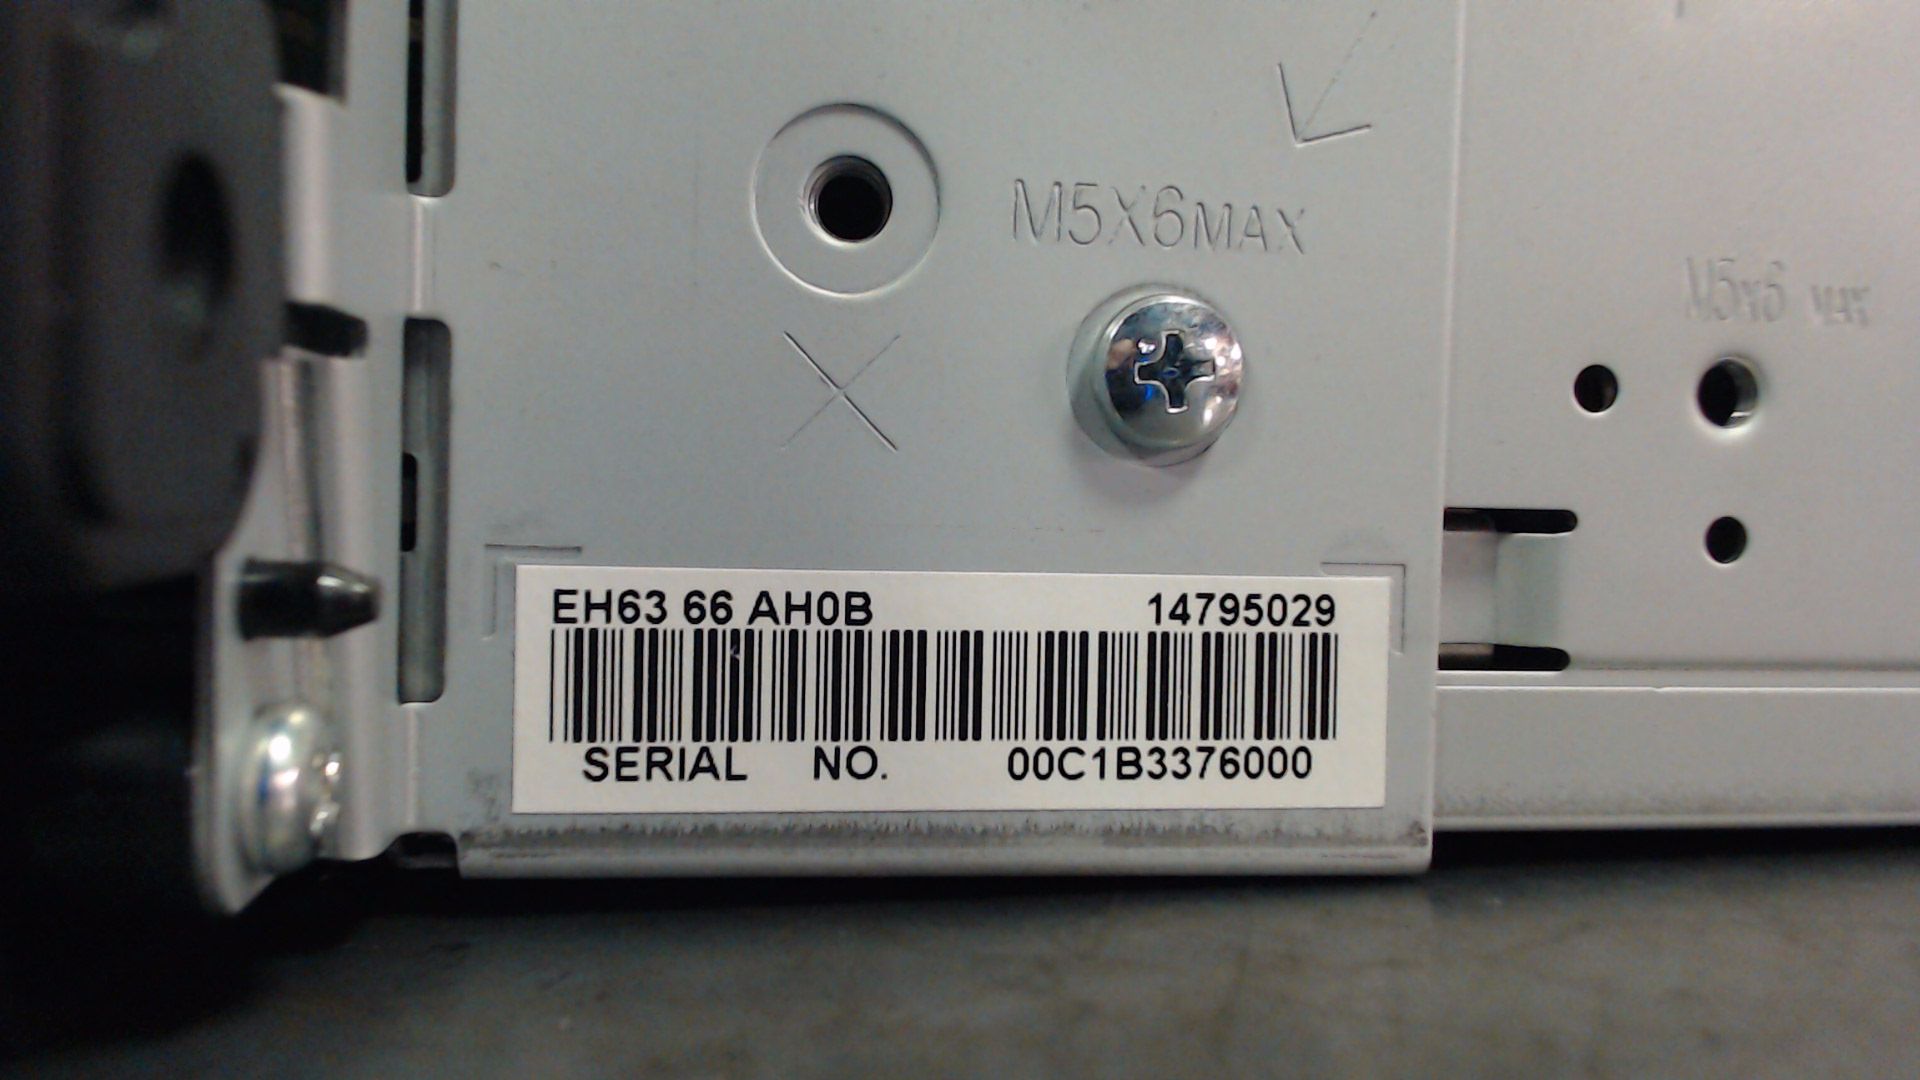 M5X6MAX
M5x6 MAX
EH63 66 AH0B 14795029
SERIAL NO. 00C1B3376000